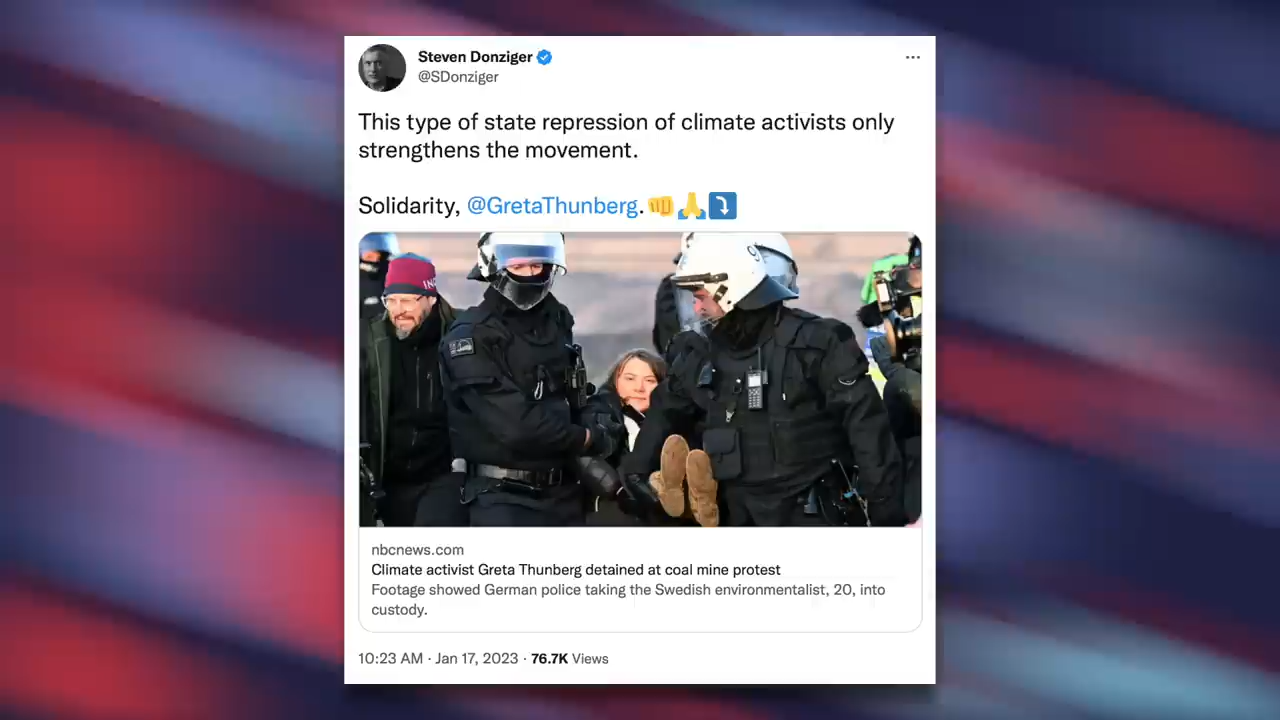 Steven Donziger
@SDonziger
This type of state repression of climate activists only
strengthens the movement.
Solidarity, @GretaThunberg.👊🙏⤵️
IN
nbcnews.com
Climate activist Greta Thunberg detained at coal mine protest
Footage showed German police taking the Swedish environmentalist, 20, into
custody.
10:23 AM · Jan 17, 2023 · 76.7K Views